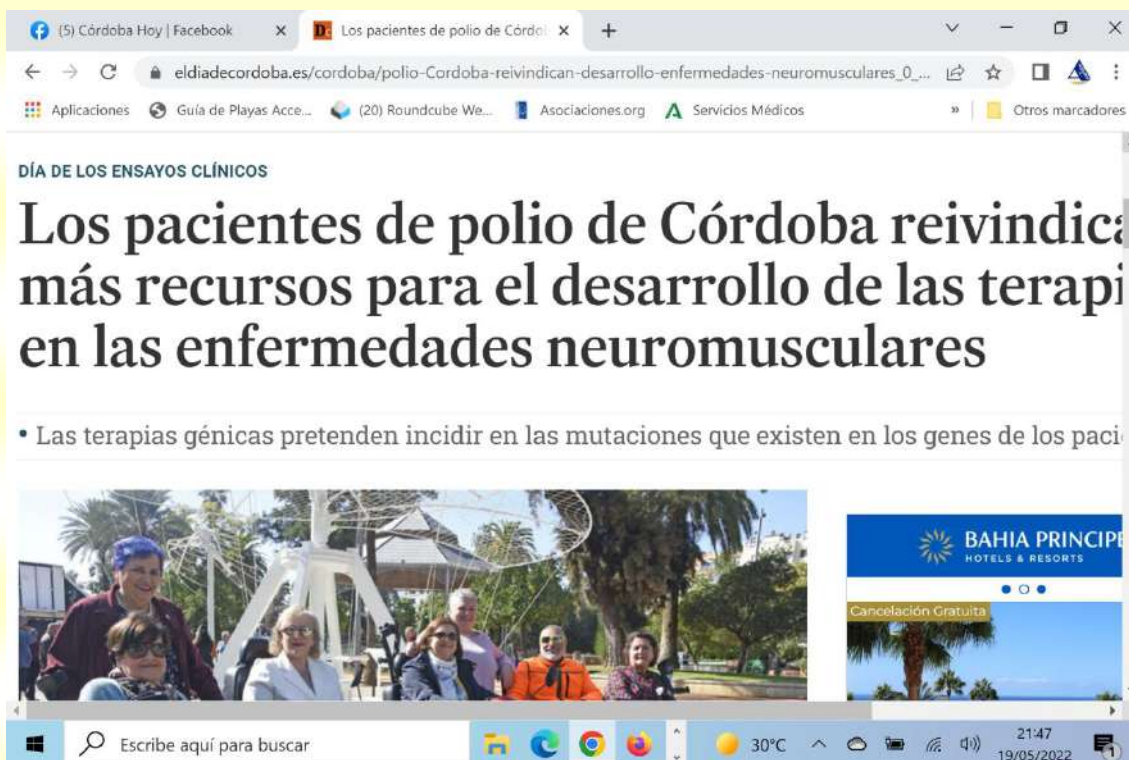 (5) Córdoba Hoy | Facebook
Los pacientes de polio de Córdo
eldiadecordoba.es/cordoba/polio-Cordoba-reivindican-desarrollo-enfermedades-neuromusculares_0_...
Aplicaciones
Guía de Playas Acce...
(20) Roundcube We...
Asociaciones.org
Servicios Médicos
»
Otros marcadores
DÍA DE LOS ENSAYOS CLÍNICOS
Los pacientes de polio de Córdoba reivindica
más recursos para el desarrollo de las terapi
en las enfermedades neuromusculares
• Las terapias génicas pretenden incidir en las mutaciones que existen en los genes de los paci
BAHIA PRINCIPE
HOTELS & RESORTS
Cancelación Gratuita
Escribe aquí para buscar
30°C
21:47
19/05/2022
1